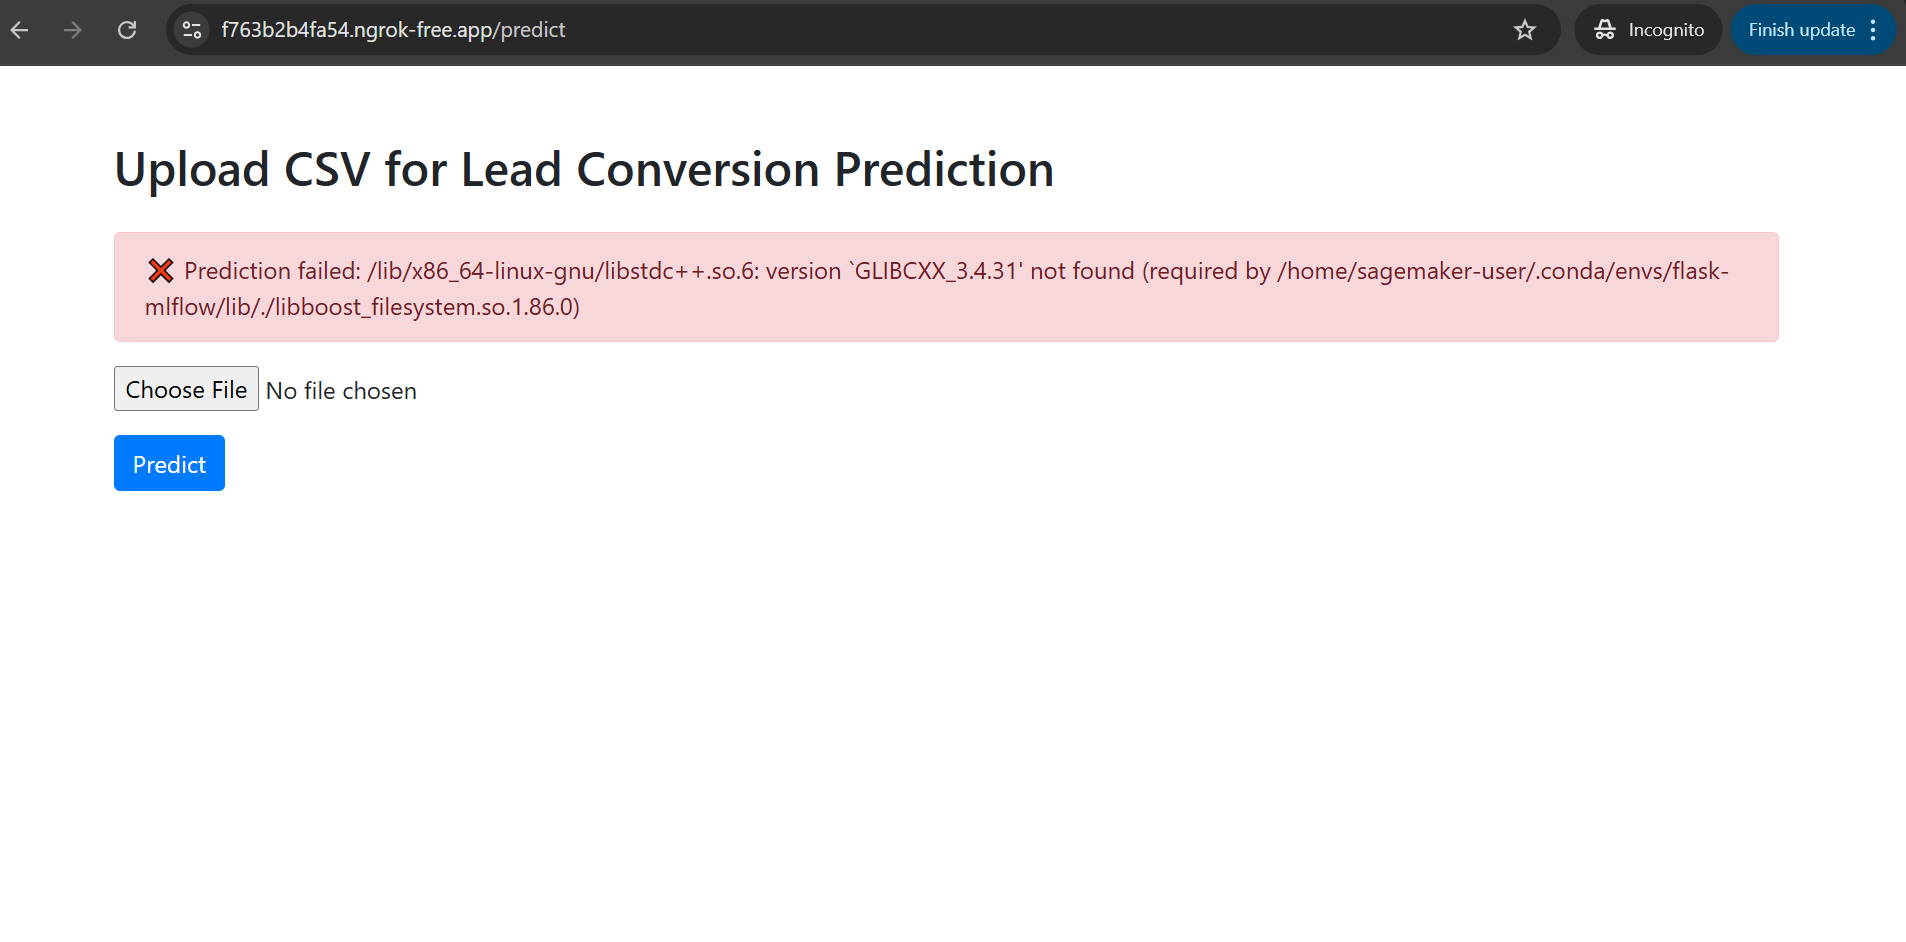 f763b2b4fa54.ngrok-free.app/predict
Incognito
Finish update
Upload CSV for Lead Conversion Prediction
❌ Prediction failed: /lib/x86_64-linux-gnu/libstdc++.so.6: version `GLIBCXX_3.4.31' not found (required by /home/sagemaker-user/.conda/envs/flask-
mlflow/lib/./libboost_filesystem.so.1.86.0)
Choose File No file chosen
Predict